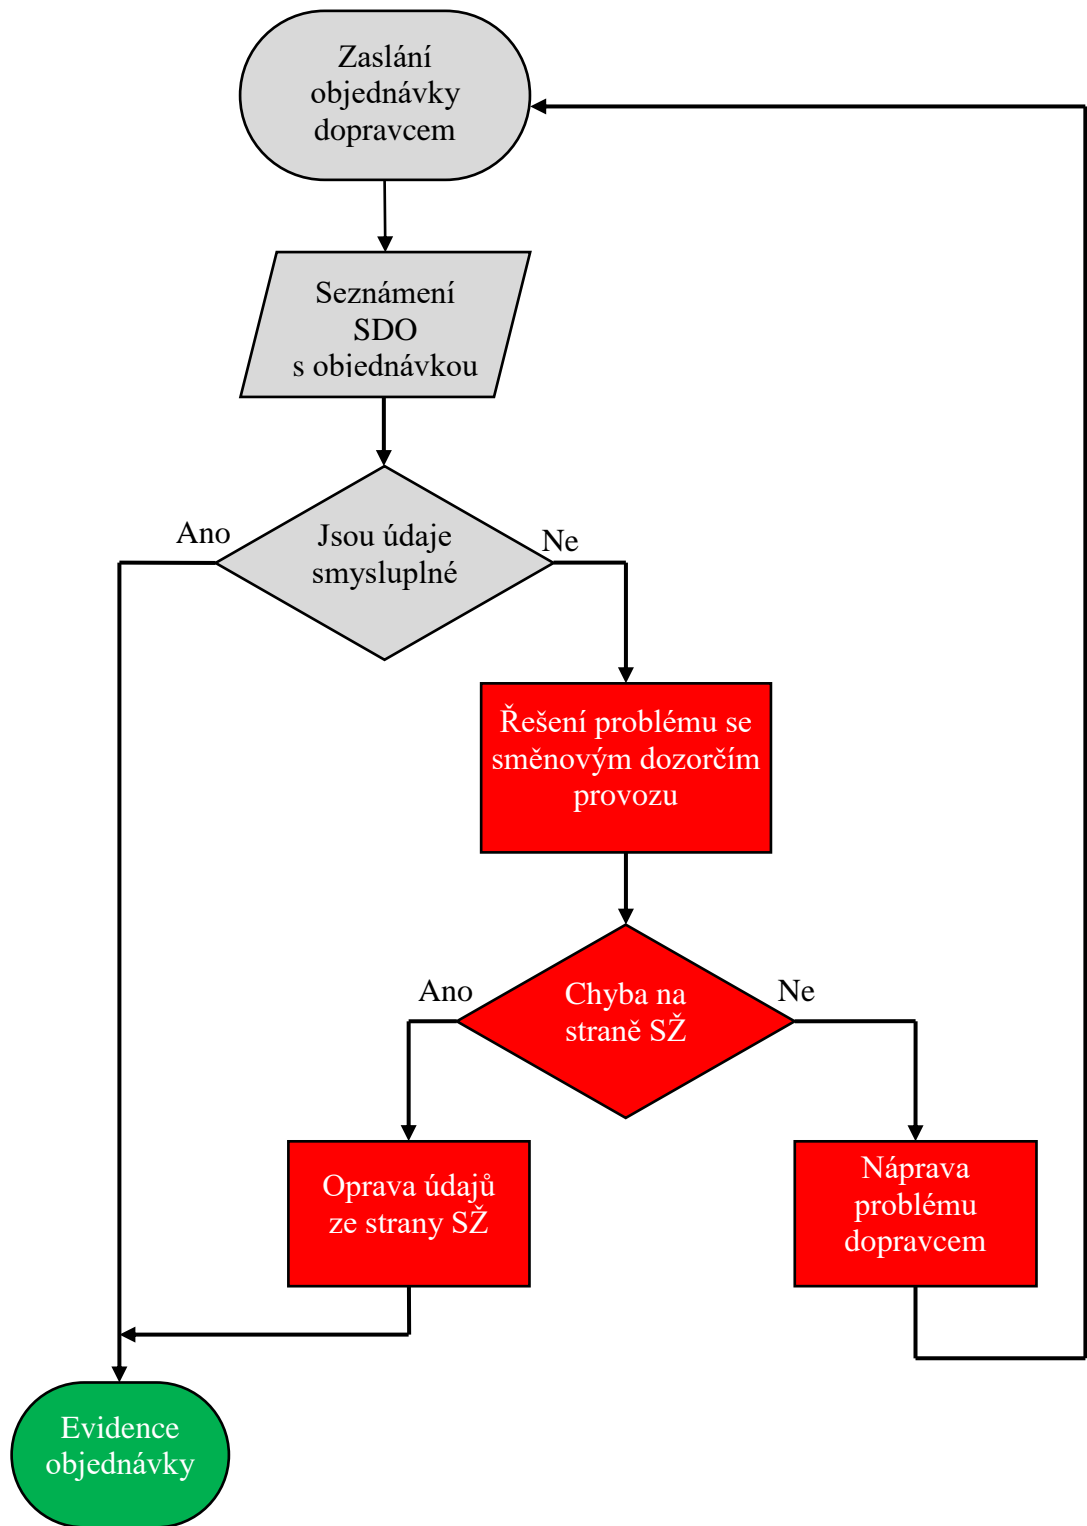 Zaslání
objednávky
dopravcem
Seznámení
SDO
s objednávkou
Ano
Jsou údaje
smysluplné
Ne
Řešení problému se
směnovým dozorčím
provozu
Ano
Chyba na
straně SŽ
Ne
Oprava údajů
ze strany SŽ
Náprava
problému
dopravcem
Evidence
objednávky